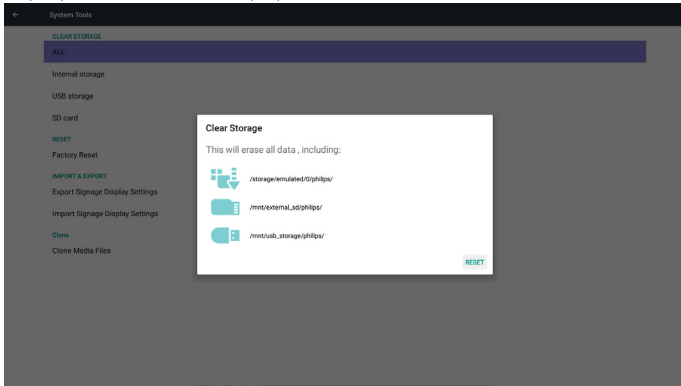 System Tools
CLEAR STORAGE
ALL
Internal storage
USB storage
SD card
RESET
Factory Reset
IMPORT & EXPORT
Export Signage Display Settings
Import Signage Display Settings
Clone
Clone Media Files
Clear Storage
This will erase all data , including:
/storage/emulated/0/philips/
/mnt/external_sd/philips/
/mnt/usb_storage/philips/
RESET